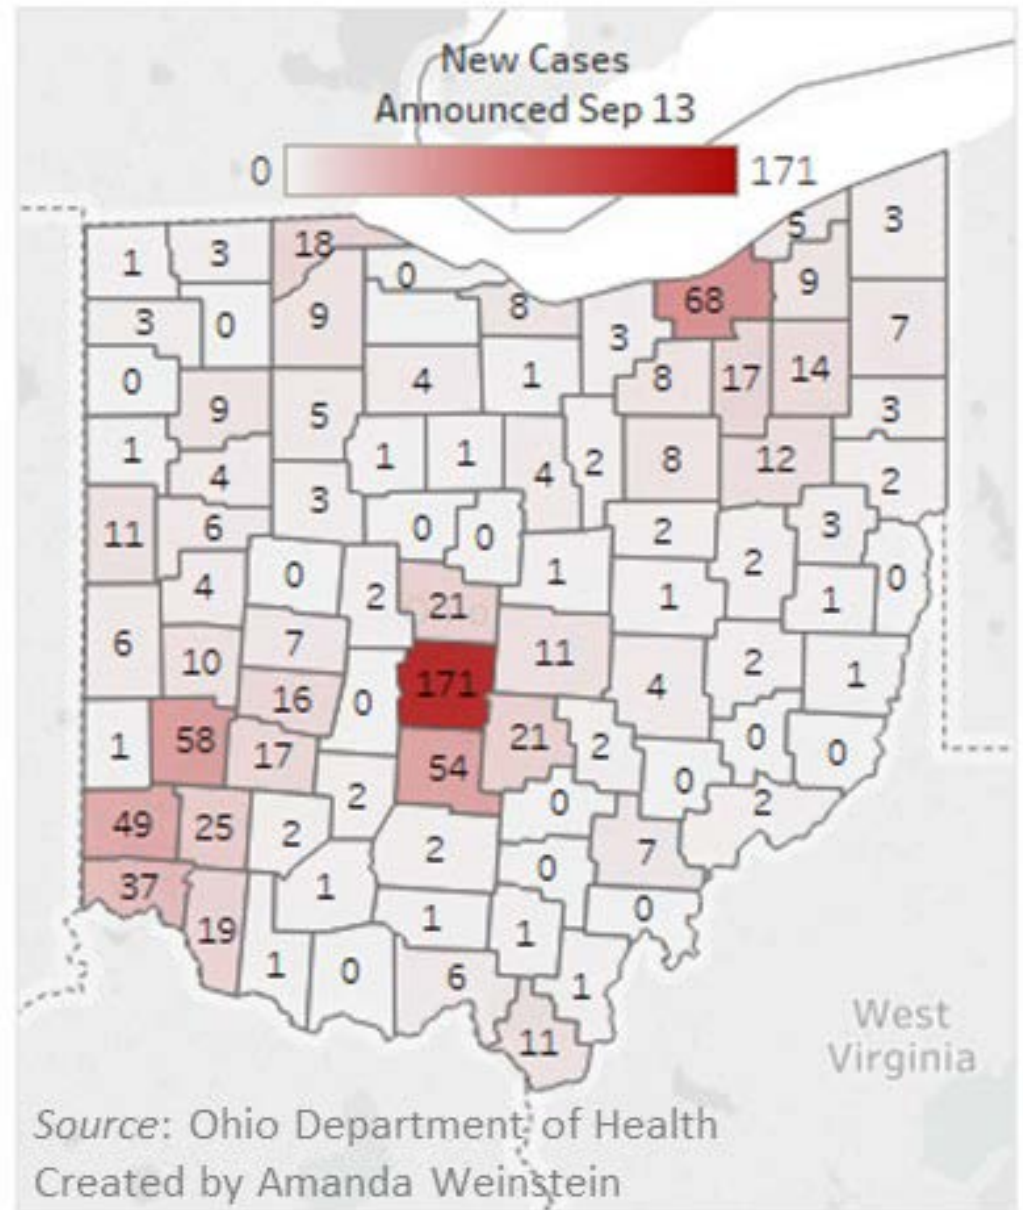 New Cases
Announced Sep 13
0 171
5 3
1 3 18
0
68 9
3 0 9 8 3 7
0 4 1 8 17 14
9 5 3
1 1 1 4 2 8 12
4 2
11 6 3 0 0 2 3
4 0 2 1 2 0
21 1 1
6 10 7 11 4 2 1
16 0 171
1 58 17 54 21 2 0 0
2 0 0 2
49 25 2 2 7
37 1 0
19 1 1 0
1 0 6 1
11
West
Virginia
Source: Ohio Department of Health
Created by Amanda Weinstein